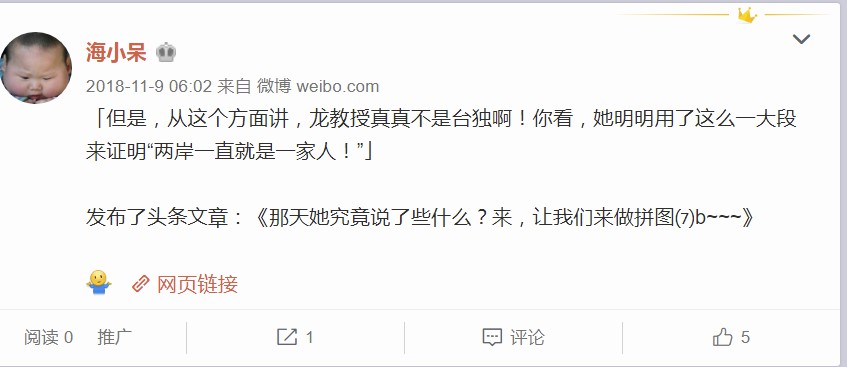 海小呆
2018-11-9 06:02 来自 微博 weibo.com
「但是，从这个方面讲，龙教授真真不是台独啊！你看，她明明用了这么一大段
来证明“两岸一直就是一家人！”」
发布了头条文章：《那天她究竟说了些什么？来，让我们来做拼图(7)b~~~》
网页链接
阅读 0 推广 1 评论 5